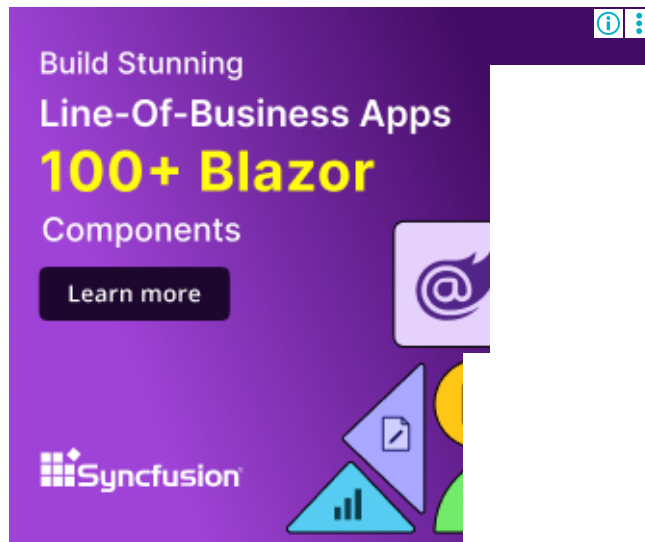 Build Stunning
Line-Of-Business Apps
100+ Blazor
Components
Learn more
@
Syncfusion